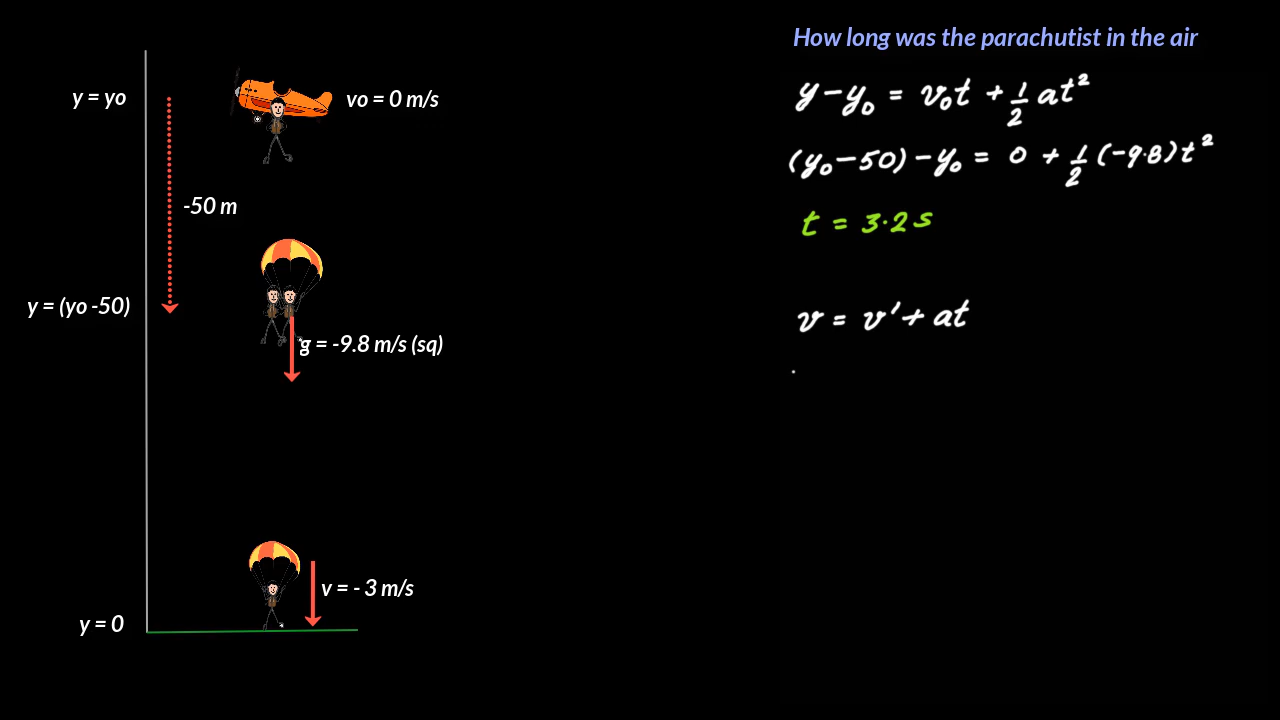 How long was the parachutist in the air
y = yo
vo = 0 m/s
y - y₀ = v₀t + 1/2 at²
(y₀ - 50) - y₀ = 0 + 1/2 (-9.8)t²
-50 m
t = 3.2 s
y = (yo -50)
v = v' + at
g = -9.8 m/s (sq)
v = - 3 m/s
y = 0